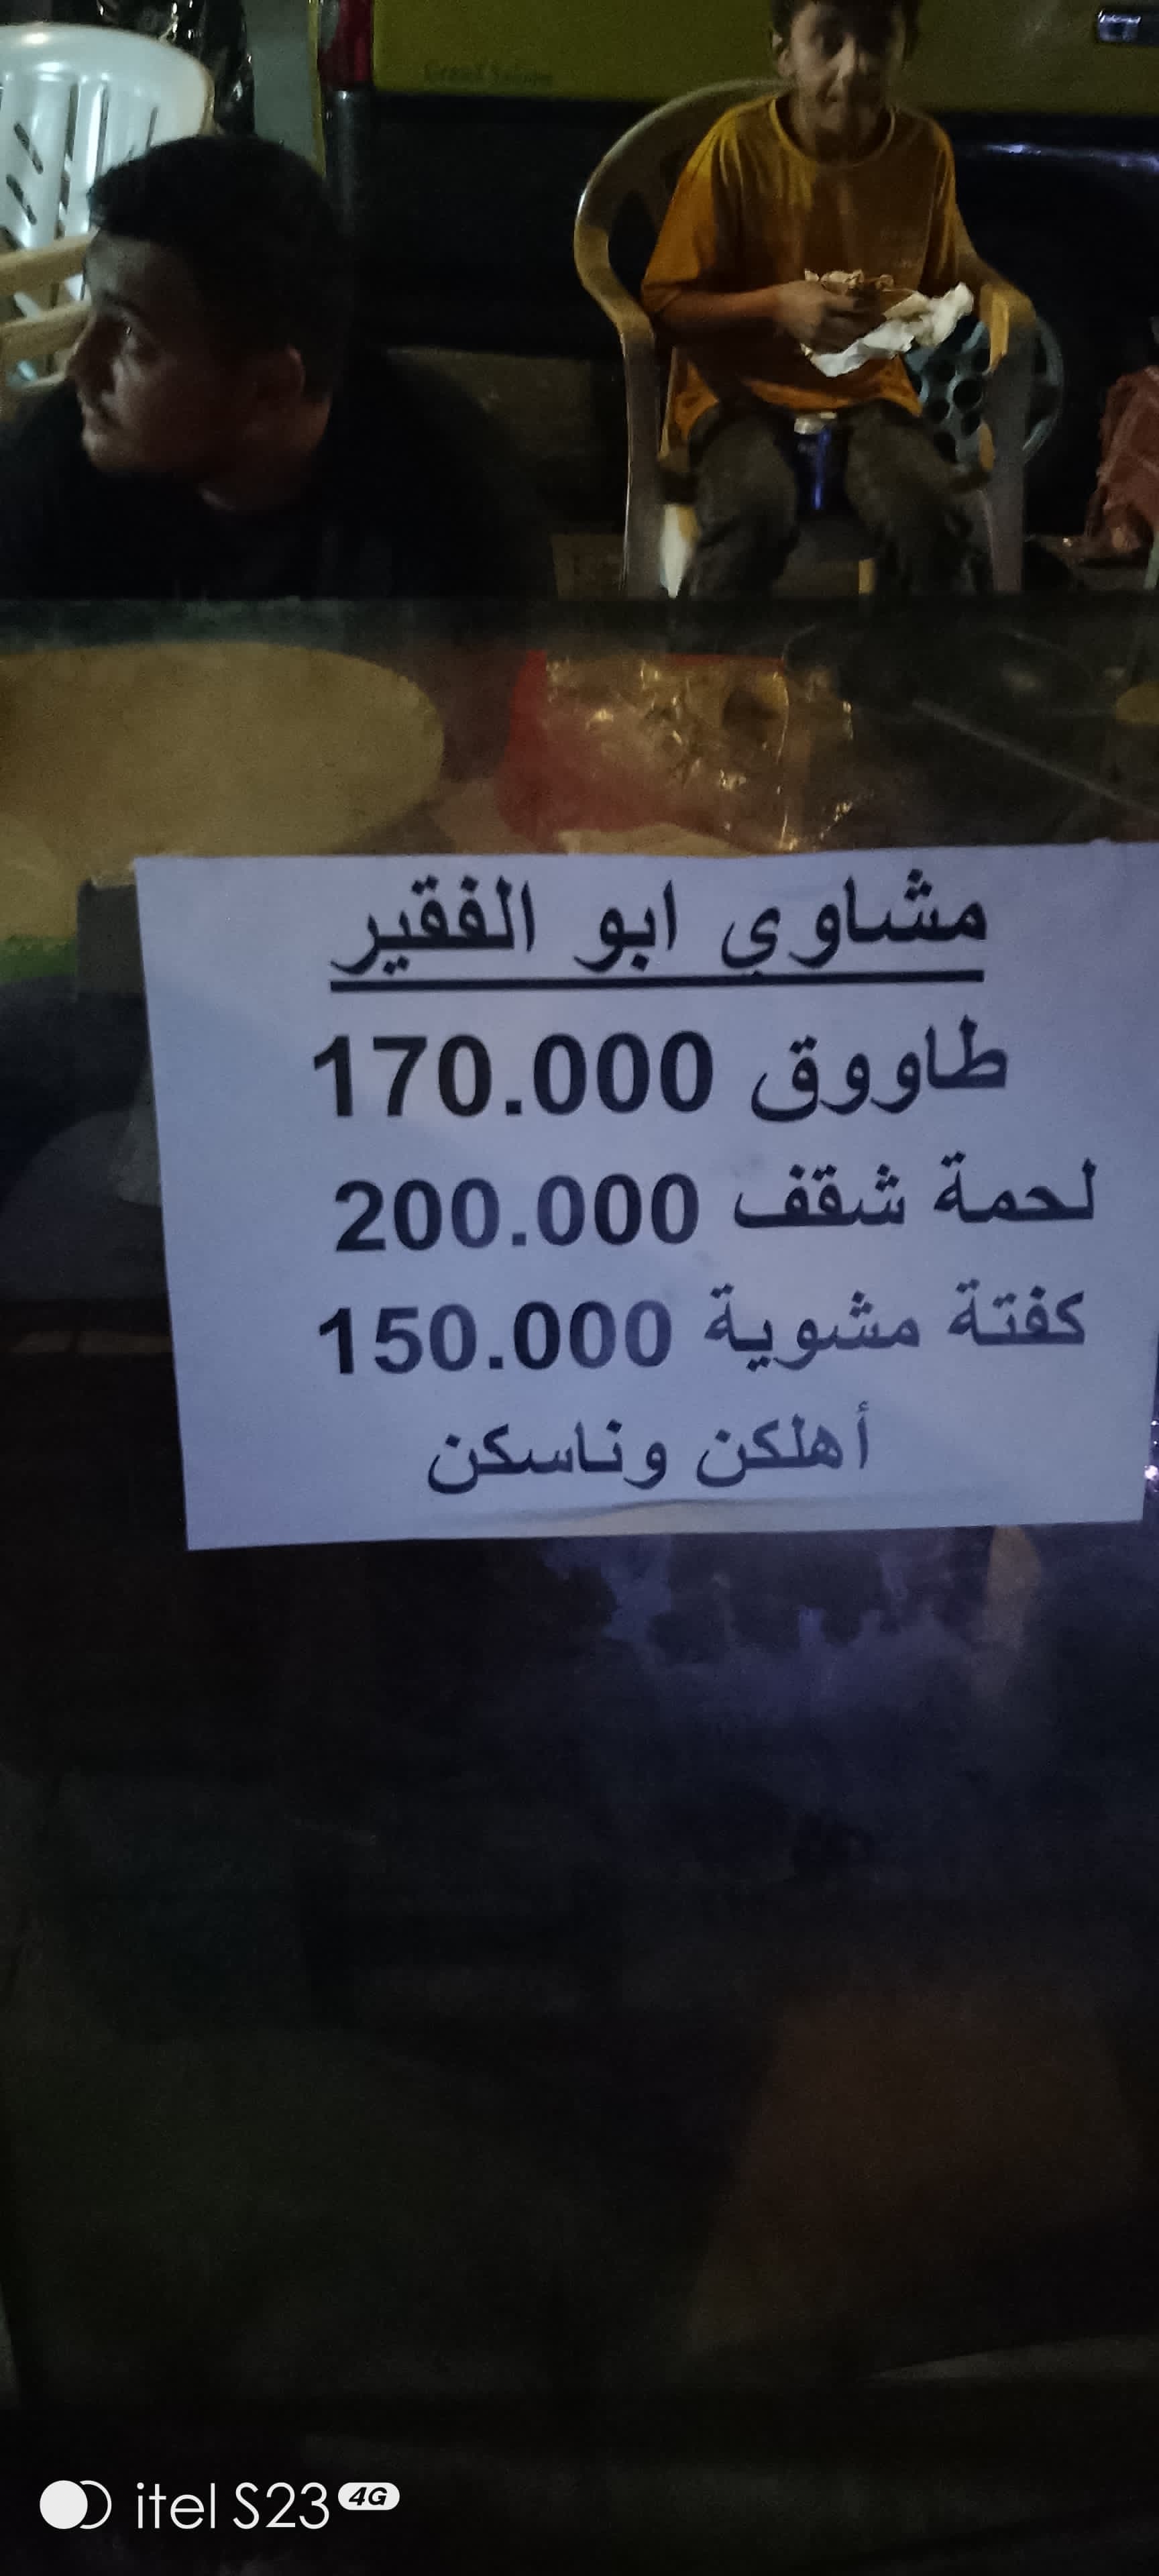 مشاوي ابو الفقير
طاووق 170.000
لحمة شقف 200.000
كفتة مشوية 150.000
أهلكن وناسكن
itel S23 4G